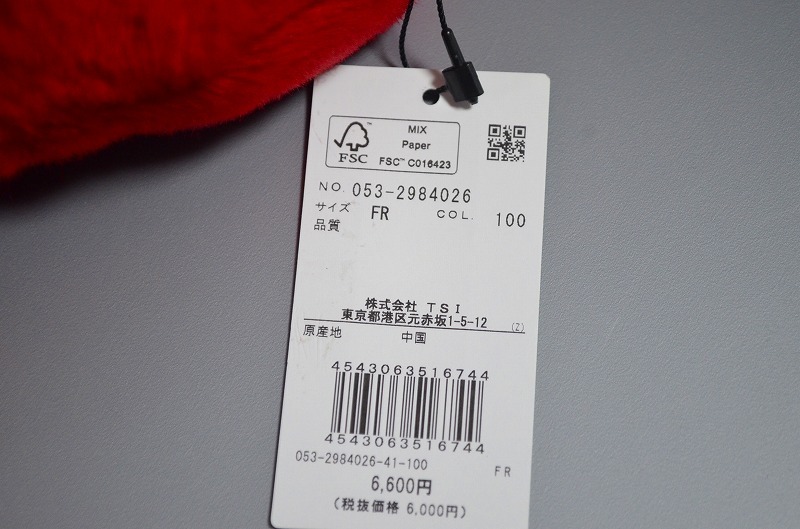 MIX
Paper
FSC™ C016423
FSC
NO. 053-2984026
サイズ FR COL. 100
品質
株式会社 TSI
東京都港区元赤坂1-5-12 (Z)
原産地 中国
4543063516744
4543063516744
053-2984026-41-100 FR
6,600円
(税抜価格 6,000円)